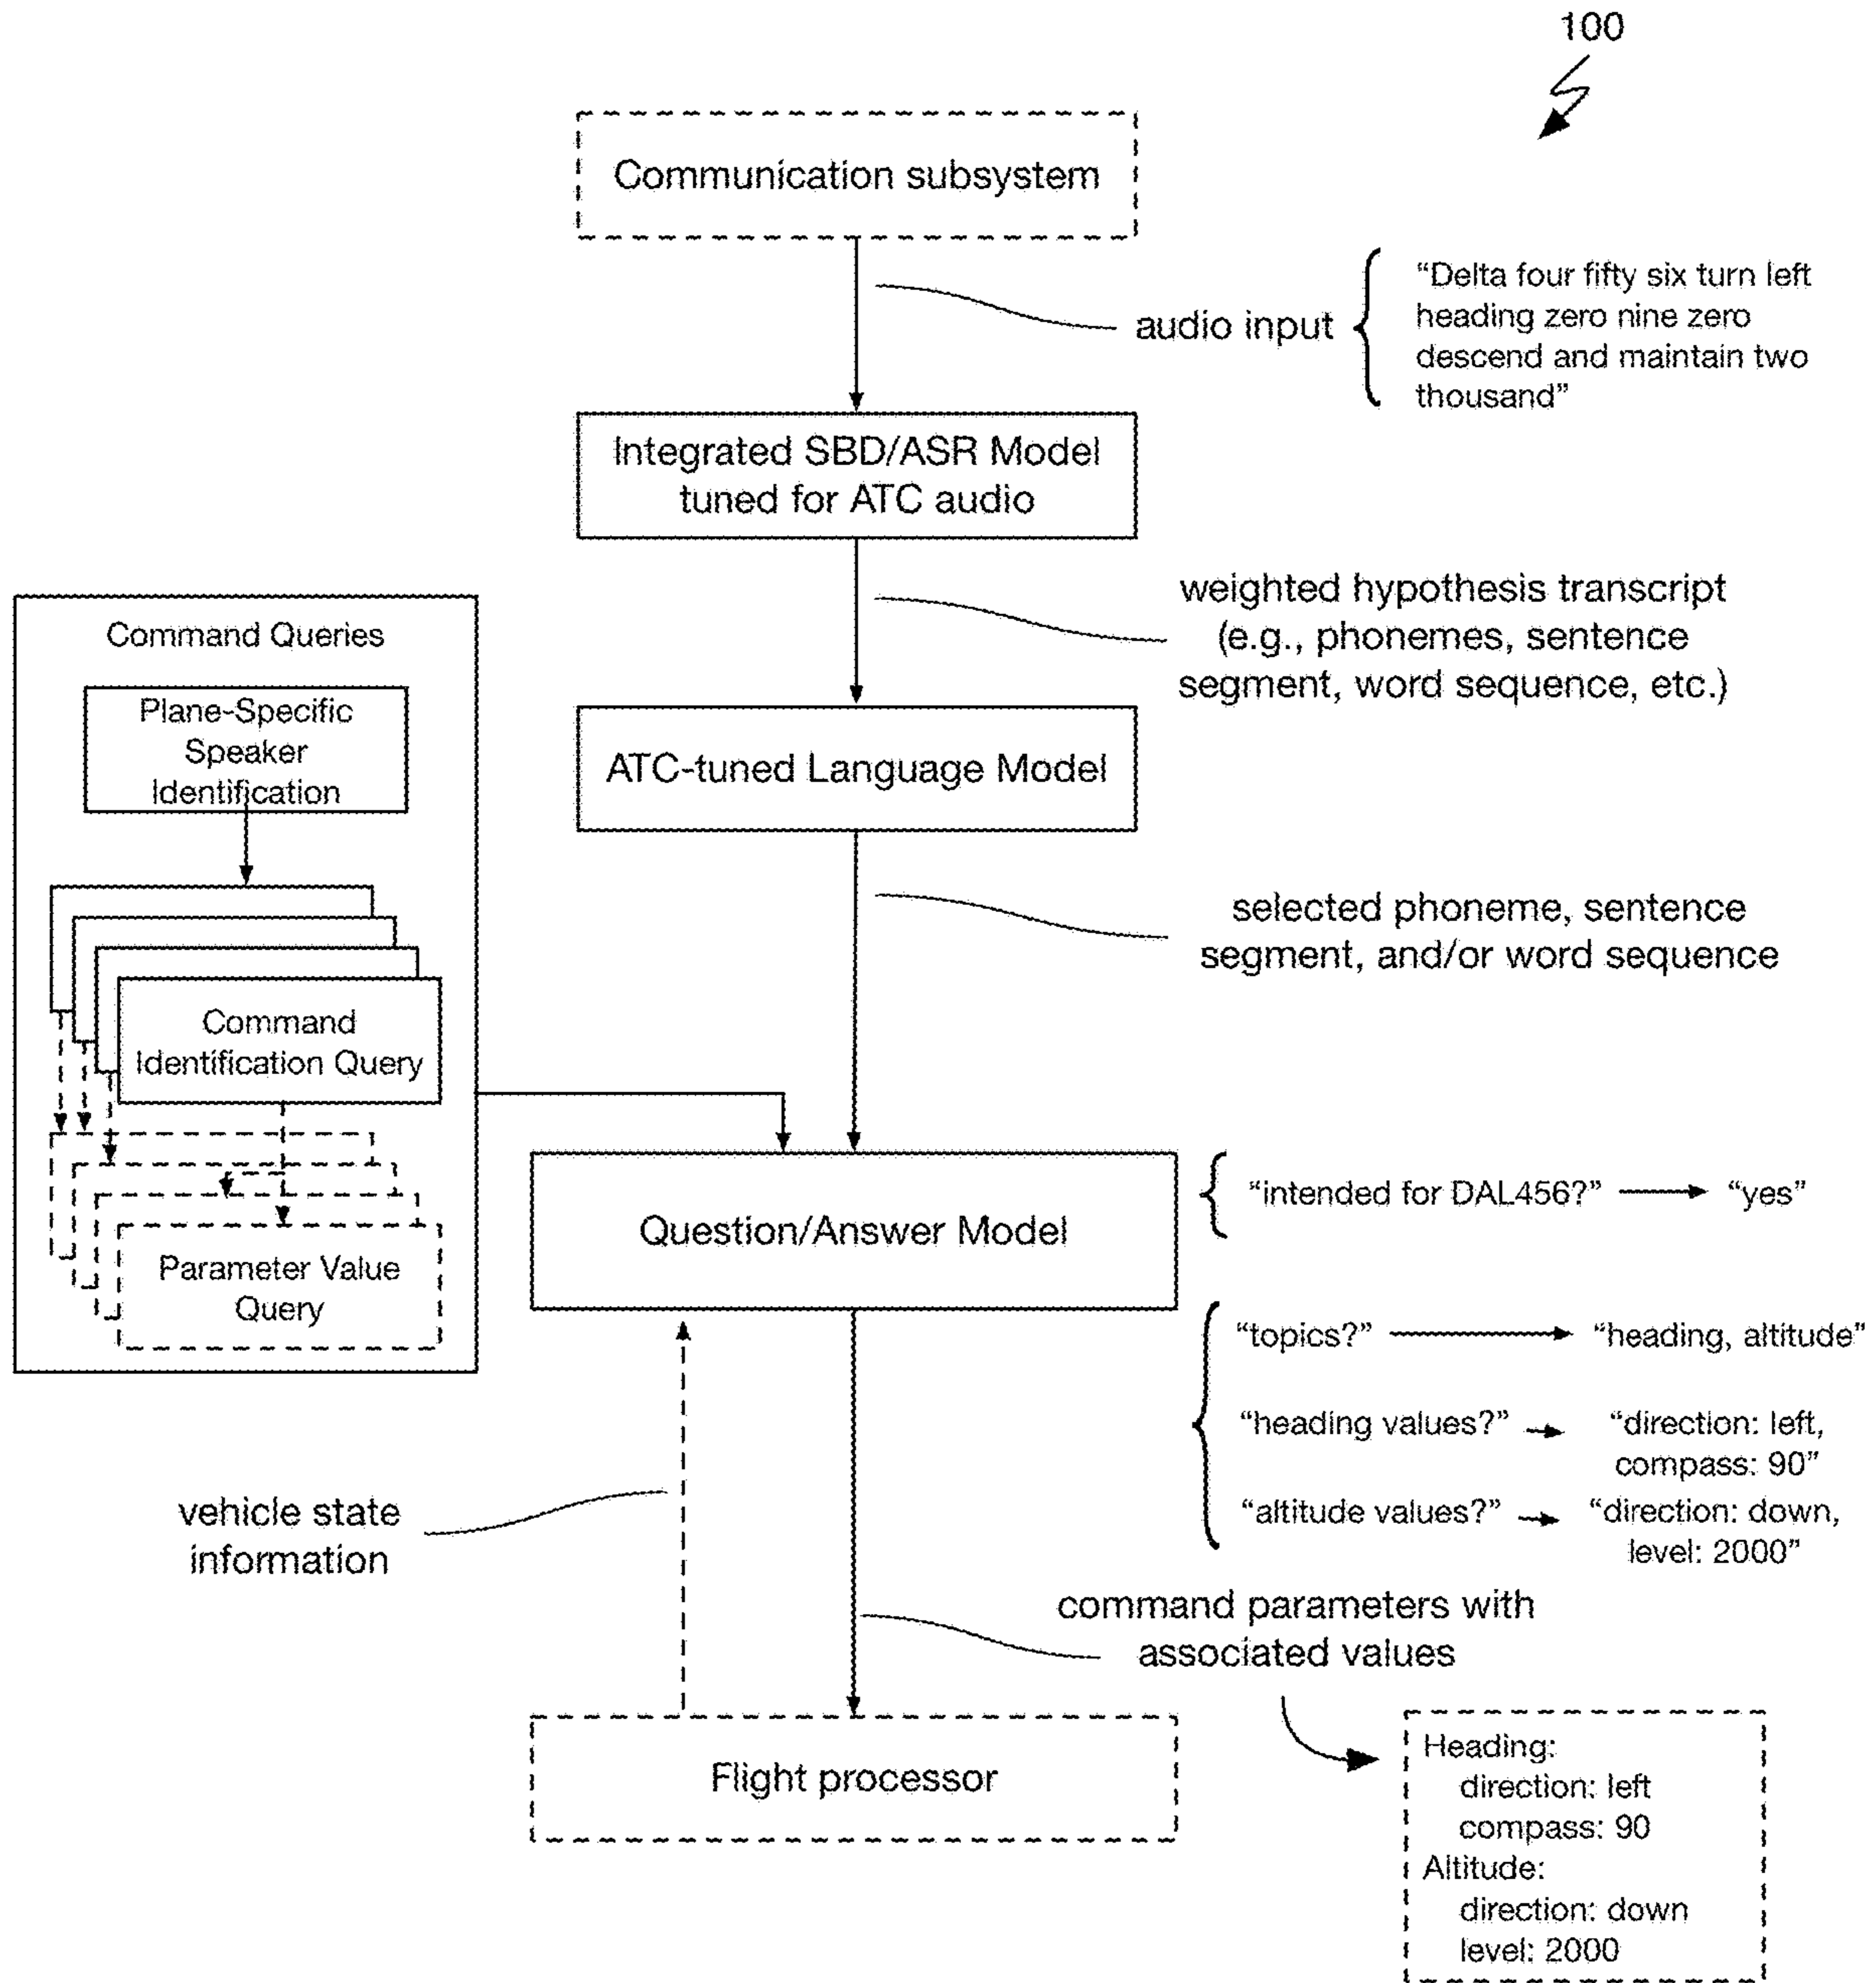 100
Communication subsystem
audio input
“Delta four fifty six turn left
heading zero nine zero
descend and maintain two
thousand”
Integrated SBD/ASR Model
tuned for ATC audio
weighted hypothesis transcript
(e.g., phonemes, sentence
segment, word sequence, etc.)
Command Queries
Plane-Specific
Speaker
Identification
ATC-tuned Language Model
selected phoneme, sentence
segment, and/or word sequence
Command
Identification Query
Parameter Value
Query
Question/Answer Model
“intended for DAL456?” “yes”
“topics?” “heading, altitude”
“heading values?” “direction: left,
compass: 90”
“altitude values?” “direction: down,
level: 2000”
vehicle state
information
command parameters with
associated values
Flight processor
Heading:
direction: left
compass: 90
Altitude:
direction: down
level: 2000